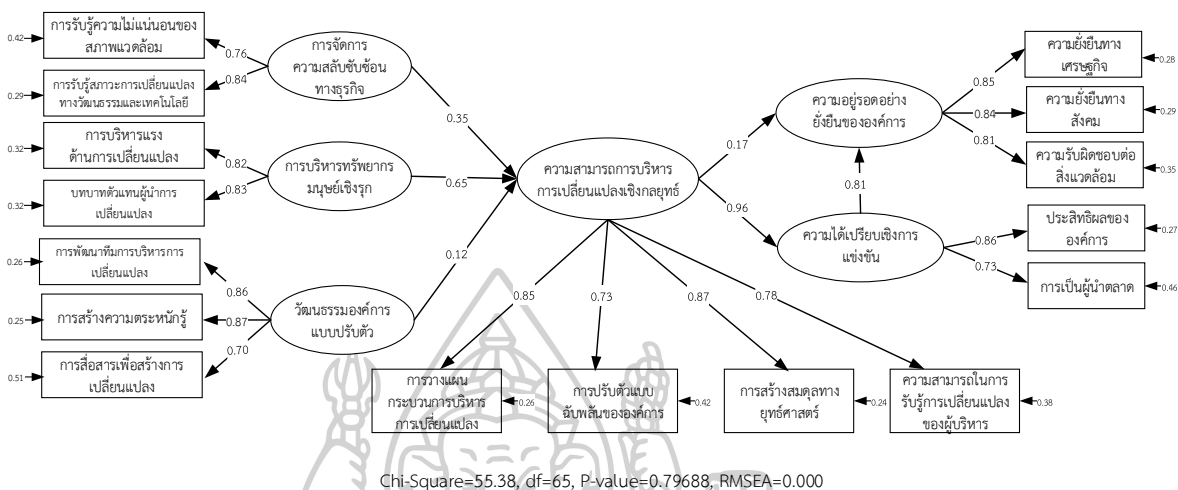 การรับรู้ความไม่แน่นอนของ
สภาพแวดล้อม
0.42
0.76
การรับรู้สภาวะการเปลี่ยนแปลง
ทางวัฒนธรรมและเทคโนโลยี
0.29
0.84
การจัดการ
ความสลับซับซ้อน
ทางธุรกิจ
0.35
การบริหารแรง
ด้านการเปลี่ยนแปลง
0.32
0.82
บทบาทตัวแทนผู้นำการ
เปลี่ยนแปลง
0.32
0.83
การบริหารทรัพยากร
มนุษย์เชิงรุก
0.65
การพัฒนาทีมการบริหารการ
เปลี่ยนแปลง
0.26
0.86
การสร้างความตระหนักรู้
0.25
0.87
การสื่อสารเพื่อสร้างการ
เปลี่ยนแปลง
0.51
0.70
วัฒนธรรมองค์การ
แบบปรับตัว
0.12
ความสามารถการบริหาร
การเปลี่ยนแปลงเชิงกลยุทธ์
0.17
0.96
ความอยู่รอดอย่าง
ยั่งยืนขององค์การ
0.81
ความได้เปรียบเชิงการ
แข่งขัน
0.85
ความยั่งยืนทาง
เศรษฐกิจ
0.28
0.84
ความยั่งยืนทาง
สังคม
0.29
0.81
ความรับผิดชอบต่อ
สิ่งแวดล้อม
0.35
0.86
ประสิทธิผลของ
องค์การ
0.27
0.73
การเป็นผู้นำตลาด
0.46
0.85
0.73
0.87
0.78
การวางแผน
กระบวนการบริหาร
การเปลี่ยนแปลง
0.26
การปรับตัวแบบ
ฉับพลันขององค์การ
0.42
การสร้างสมดุลทาง
ยุทธ์ศาสตร์
0.24
ความสามารถในการ
รับรู้การเปลี่ยนแปลง
ของผู้บริหาร
0.38
Chi-Square=55.38, df=65, P-value=0.79688, RMSEA=0.000